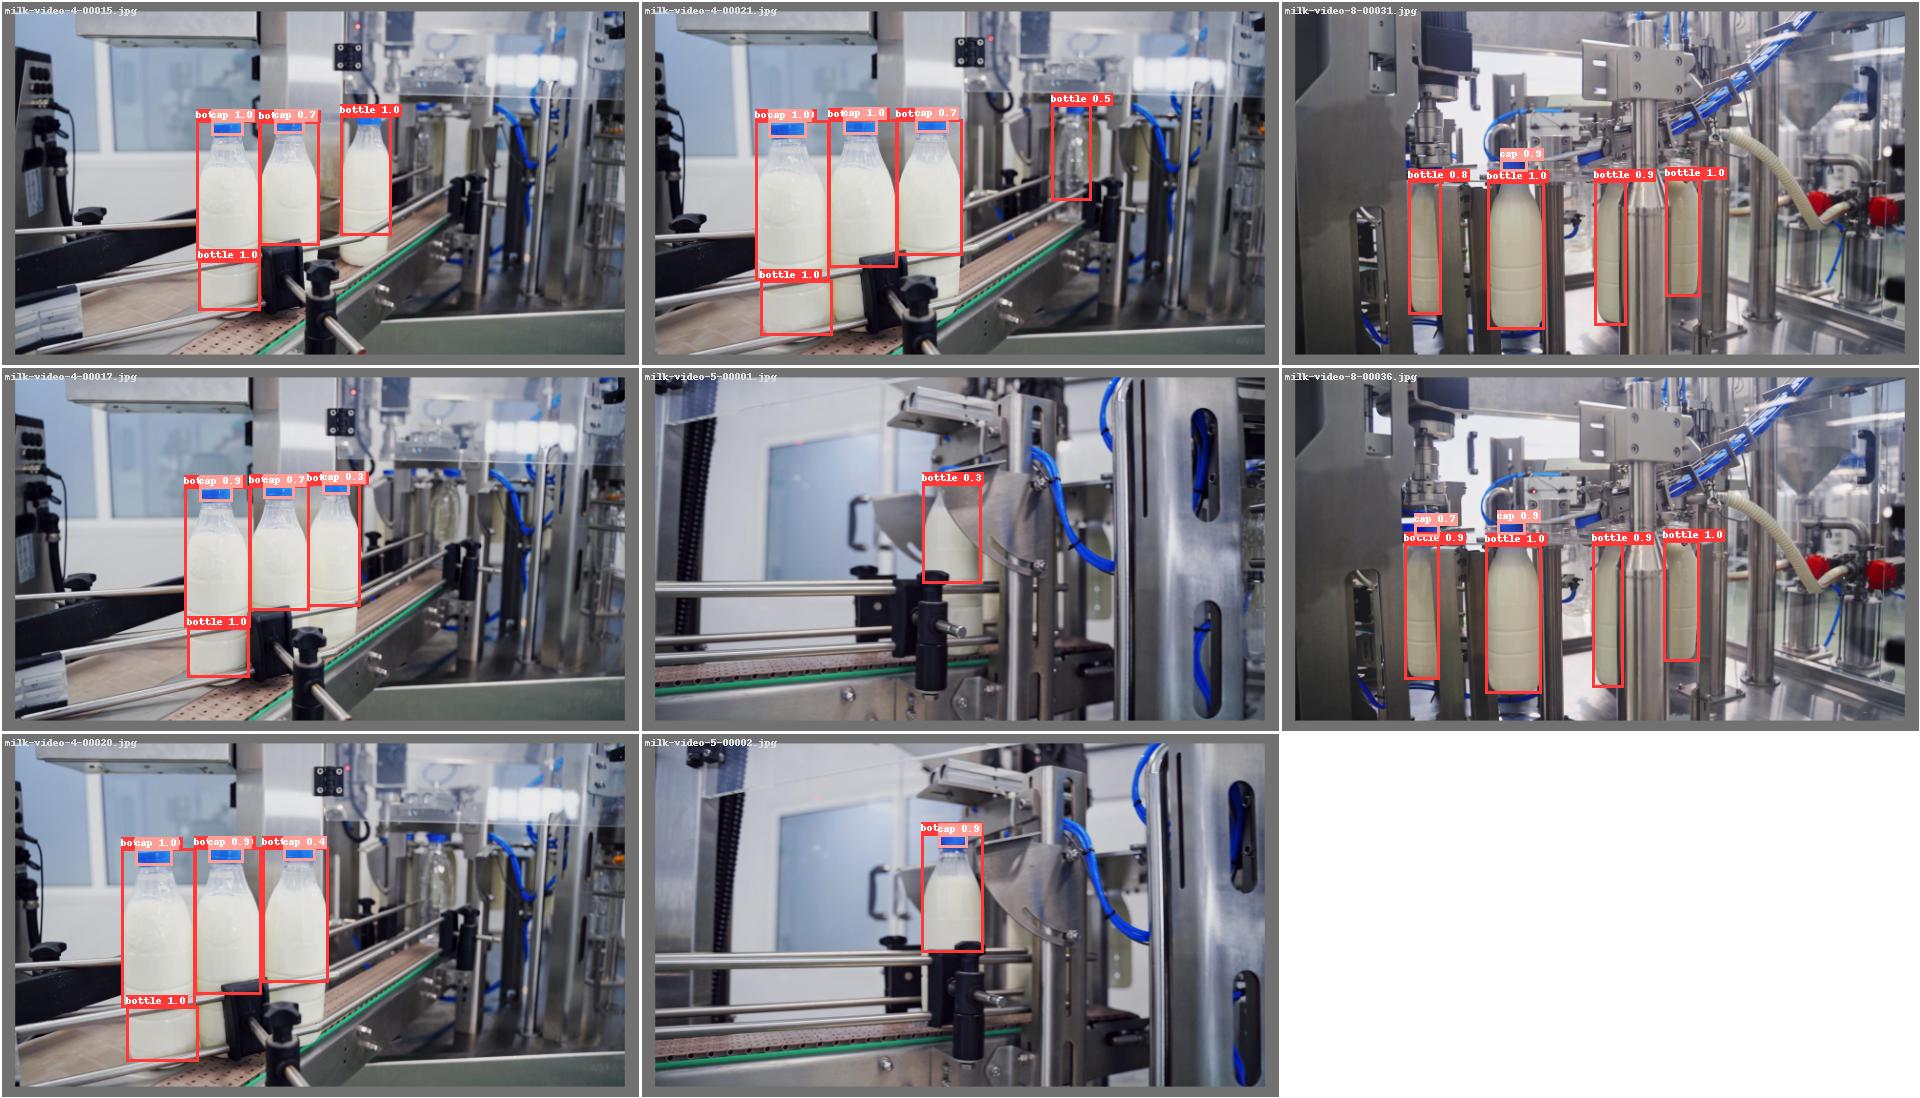 milk-video-4-00015.jpg
cap 1.0
cap 0.7
bottle 1.0
bottle 1.0
milk-video-4-00021.jpg
cap 1.0
cap 1.0
cap 0.7
bottle 0.5
bottle 1.0
milk-video-8-00031.jpg
cap 0.9
bottle 0.8
bottle 1.0
bottle 0.9
bottle 1.0
milk-video-4-00017.jpg
cap 0.9
cap 0.7
cap 0.3
bottle 1.0
milk-video-5-00001.jpg
bottle 0.3
milk-video-8-00036.jpg
cap 0.7
cap 0.9
bottle 0.9
bottle 1.0
bottle 0.9
bottle 1.0
milk-video-4-00020.jpg
cap 1.0
cap 0.9
cap 0.4
bottle 1.0
milk-video-5-00002.jpg
cap 0.9